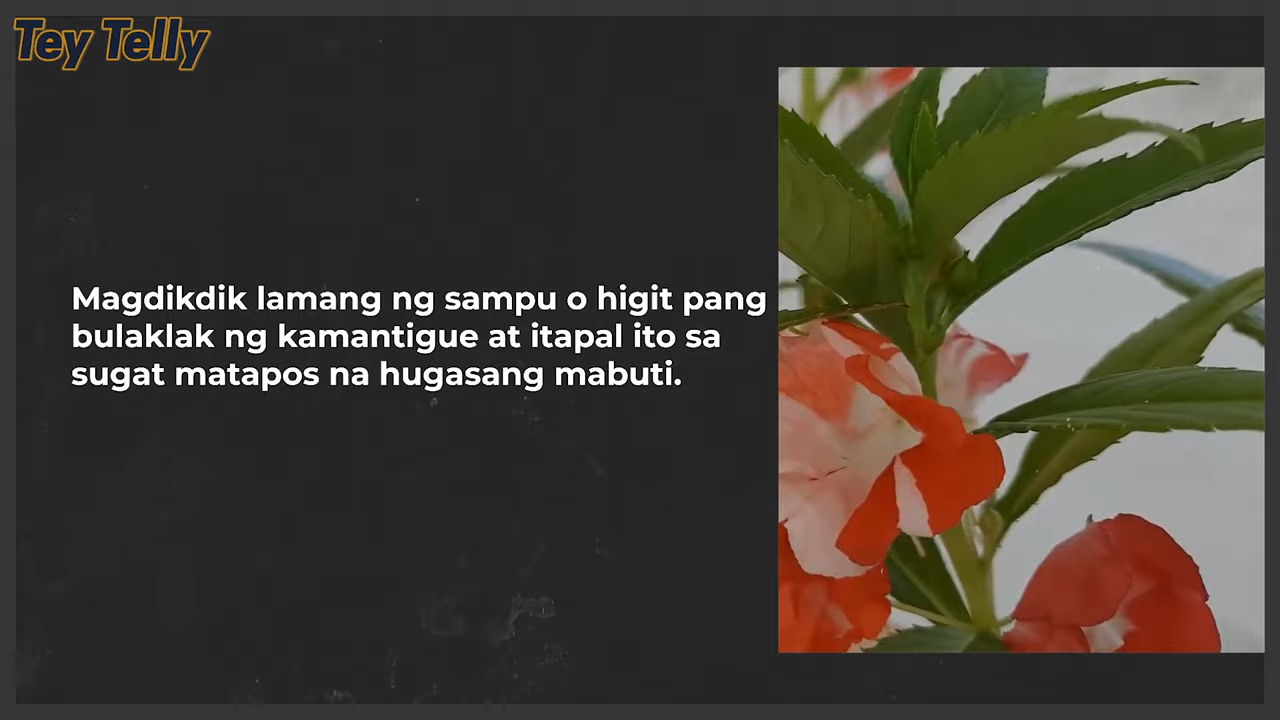 Tey Telly
Magdikdik lamang ng sampu o higit pang
bulaklak ng kamantigue at itapal ito sa
sugat matapos na hugasang mabuti.